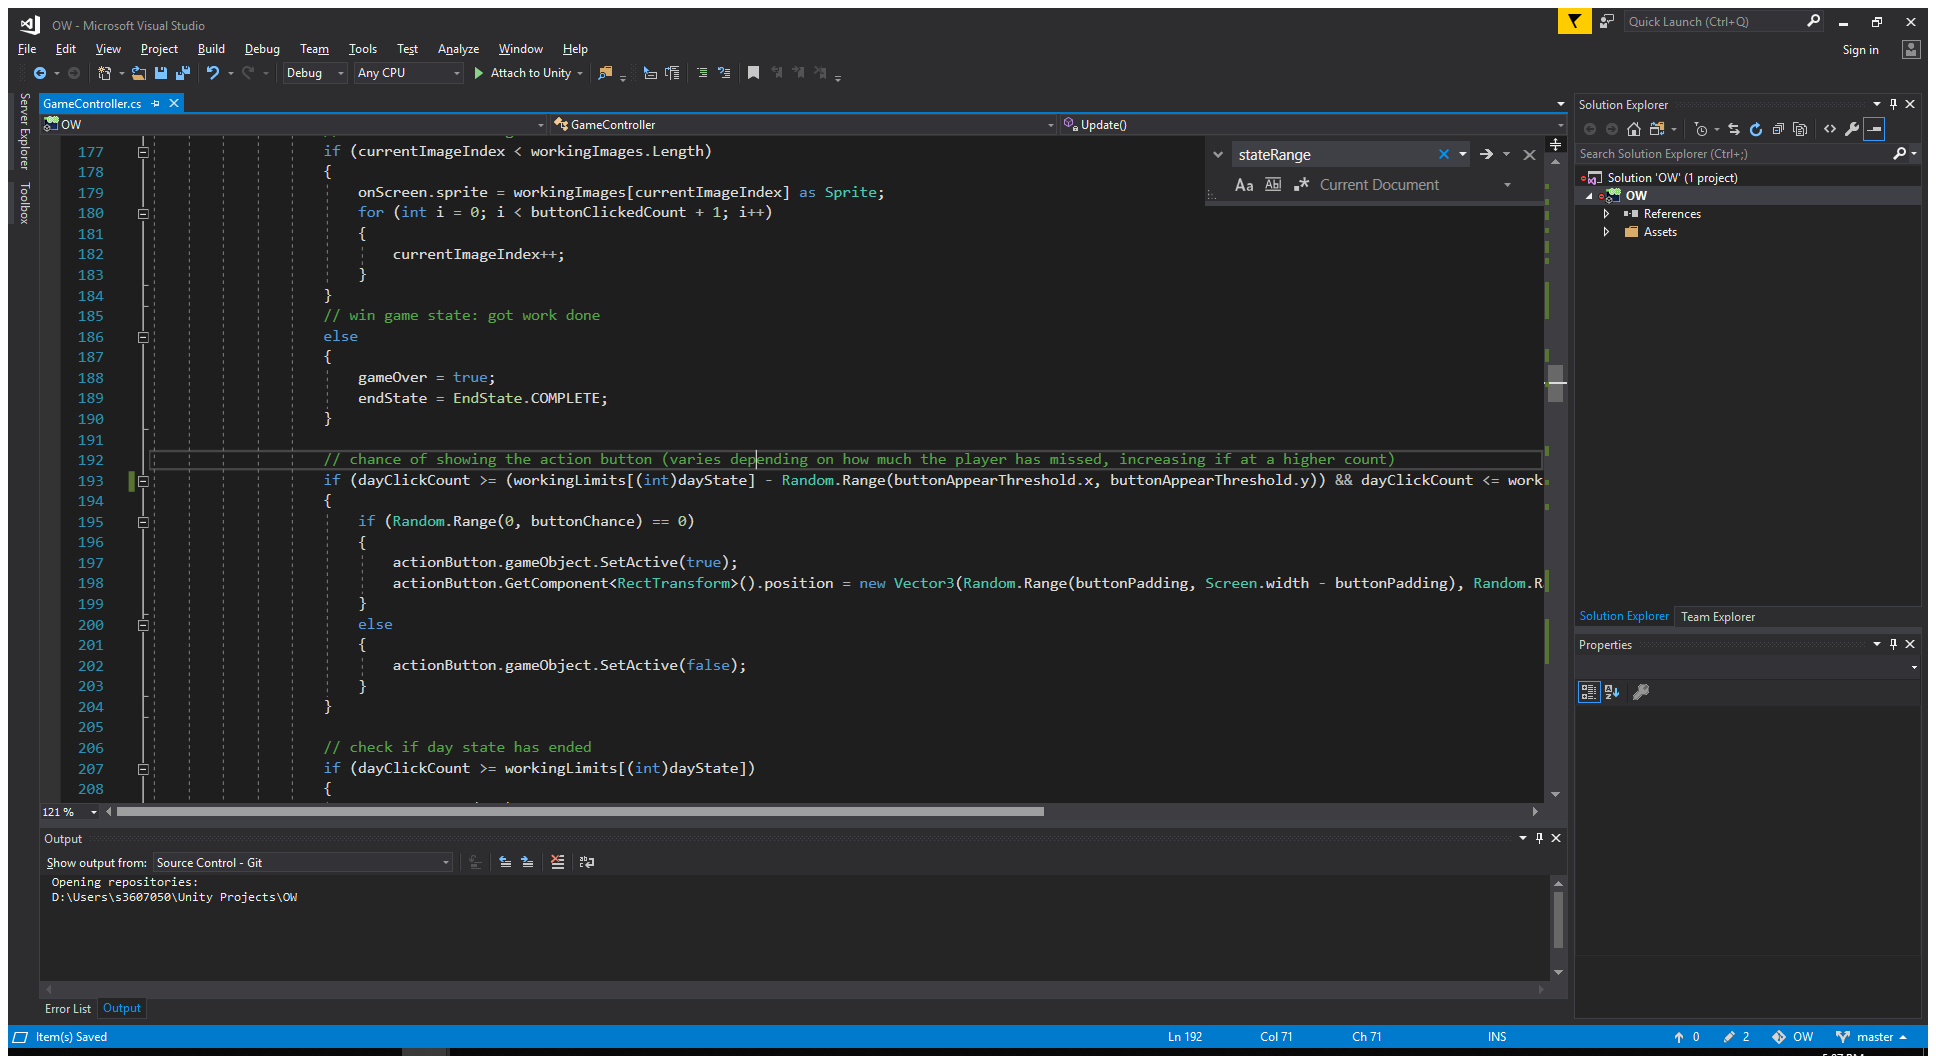 OW - Microsoft Visual Studio
Quick Launch (Ctrl+Q)
File Edit View Project Build Debug Team Tools Test Analyze Window Help
Sign in
Debug Any CPU Attach to Unity
Server Explorer
Toolbox
GameController.cs
OW GameController Update()
stateRange
Aa Abl Current Document
177 if (currentImageIndex < workingImages.Length)
178 {
179 onScreen.sprite = workingImages[currentImageIndex] as Sprite;
180 for (int i = 0; i < buttonClickedCount + 1; i++)
181 {
182 currentImageIndex++;
183 }
184 }
185 // win game state: got work done
186 else
187 {
188 gameOver = true;
189 endState = EndState.COMPLETE;
190 }
191
192 // chance of showing the action button (varies depending on how much the player has missed, increasing if at a higher count)
193 if (dayClickCount >= (workingLimits[(int)dayState] - Random.Range(buttonAppearThreshold.x, buttonAppearThreshold.y)) && dayClickCount <= work
194 {
195 if (Random.Range(0, buttonChance) == 0)
196 {
197 actionButton.gameObject.SetActive(true);
198 actionButton.GetComponent<RectTransform>().position = new Vector3(Random.Range(buttonPadding, Screen.width - buttonPadding), Random.R
199 }
200 else
201 {
202 actionButton.gameObject.SetActive(false);
203 }
204 }
205
206 // check if day state has ended
207 if (dayClickCount >= workingLimits[(int)dayState])
208 {
121 %
Solution Explorer
Search Solution Explorer (Ctrl+;)
Solution 'OW' (1 project)
OW
References
Assets
Solution Explorer Team Explorer
Properties
Output
Show output from: Source Control - Git
Opening repositories:
D:\Users\s3607050\Unity Projects\OW
Error List Output
Item(s) Saved Ln 192 Col 71 Ch 71 INS 0 2 OW master